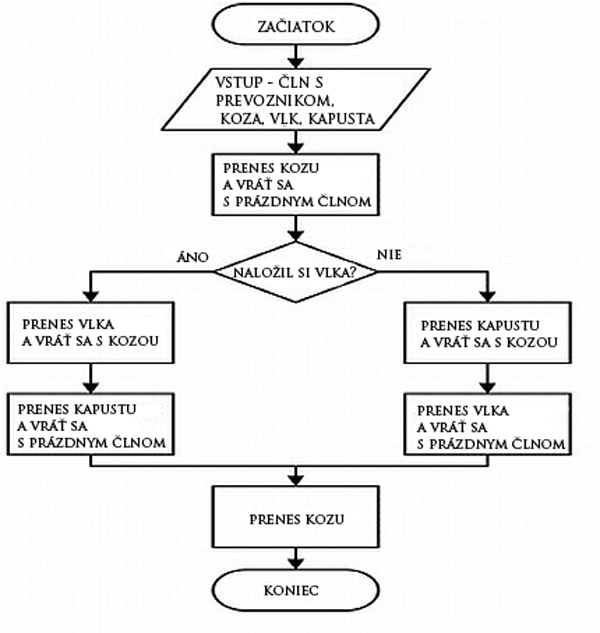 ZAČIATOK
VSTUP - ČLN S
PREVOZNIKOM,
KOZA, VLK, KAPUSTA
PRENES KOZU
A VRÁŤ SA
S PRÁZDNYM ČLNOM
NALOŽIL SI VLKA?
ÁNO
NIE
PRENES VLKA
A VRÁŤ SA S KOZOU
PRENES KAPUSTU
A VRÁŤ SA S KOZOU
PRENES KAPUSTU
A VRÁŤ SA
S PRÁZDNYM ČLNOM
PRENES VLKA
A VRÁŤ SA
S PRÁZDNYM ČLNOM
PRENES KOZU
KONIEC